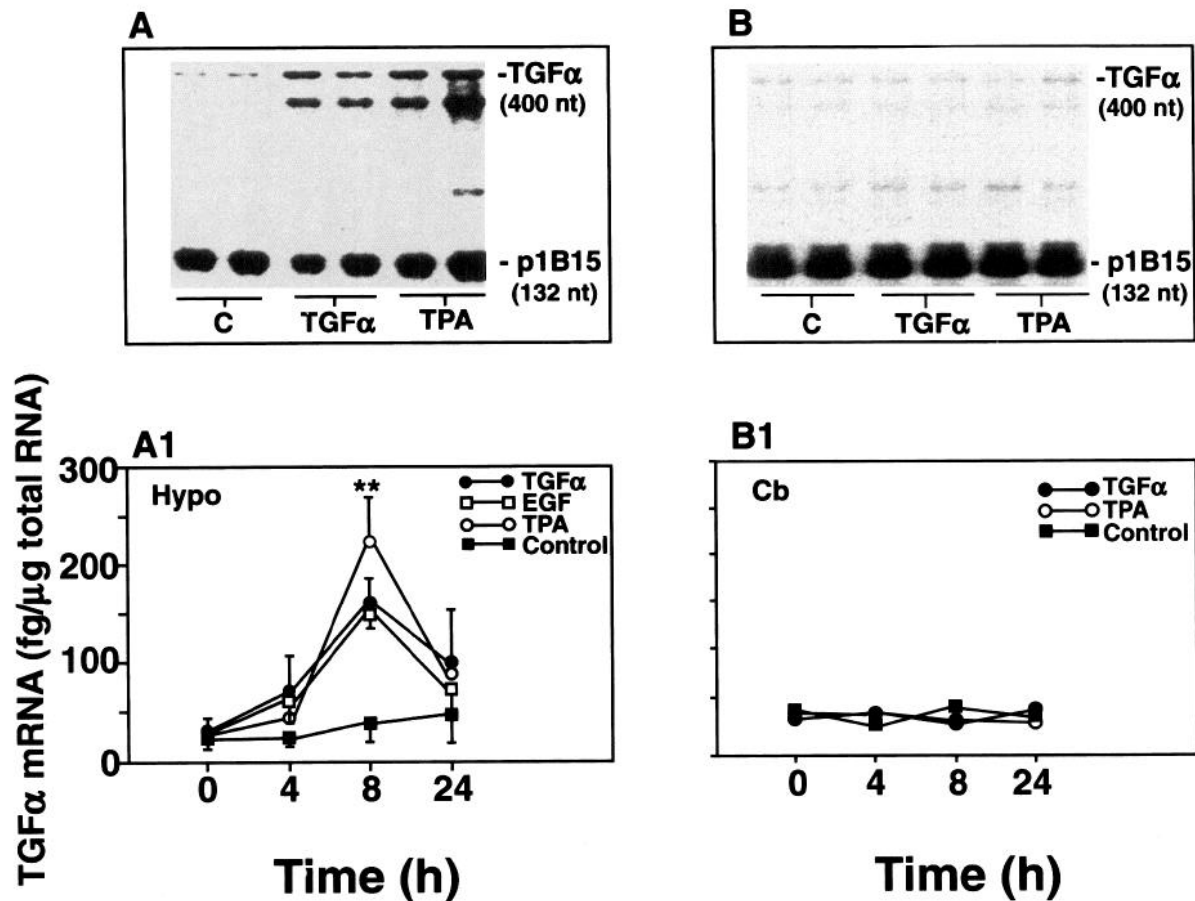 A
-TGFα
(400 nt)
- p1B15
(132 nt)
C TGFα TPA
B
-TGFα
(400 nt)
- p1B15
(132 nt)
C TGFα TPA
TGFα mRNA (fg/μg total RNA)
A1
300
200
100
0
Hypo
**
TGFα
EGF
TPA
Control
0 4 8 24
Time (h)
B1
Cb
TGFα
TPA
Control
0 4 8 24
Time (h)